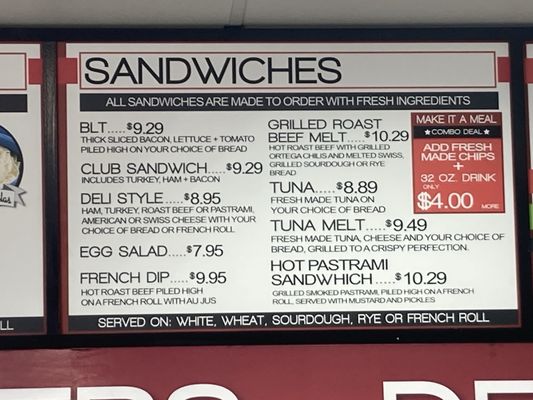 SANDWICHES
ALL SANDWICHES ARE MADE TO ORDER WITH FRESH INGREDIENTS
BLT.....$9.29
THICK SLICED BACON, LETTUCE + TOMATO
PILED HIGH ON YOUR CHOICE OF BREAD
CLUB SANDWICH.....$9.29
INCLUDES TURKEY, HAM + BACON
DELI STYLE.....$8.95
HAM, TURKEY, ROAST BEEF OR PASTRAMI,
AMERICAN OR SWISS CHEESE WITH YOUR
CHOICE OF BREAD OR FRENCH ROLL
EGG SALAD.....$7.95
FRENCH DIP.....$9.95
HOT ROAST BEEF PILED HIGH
ON A FRENCH ROLL WITH AU JUS
GRILLED ROAST
BEEF MELT.....$10.29
HOT ROAST BEEF WITH GRILLED
ORTEGA CHILIS AND MELTED SWISS,
GRILLED SOURDOUGH OR RYE
BREAD
TUNA.....$8.89
FRESH MADE TUNA ON
YOUR CHOICE OF BREAD
TUNA MELT.....$9.49
FRESH MADE TUNA, CHEESE AND YOUR CHOICE OF
BREAD, GRILLED TO A CRISPY PERFECTION.
HOT PASTRAMI
SANDWHICH.....$10.29
GRILLED SMOKED PASTRAMI, PILED HIGH ON A FRENCH
ROLL, SERVED WITH MUSTARD AND PICKLES
MAKE IT A MEAL
★ COMBO DEAL ★
ADD FRESH
MADE CHIPS
+
32 OZ. DRINK
ONLY
$4.00 MORE
SERVED ON: WHITE, WHEAT, SOURDOUGH, RYE OR FRENCH ROLL
LL